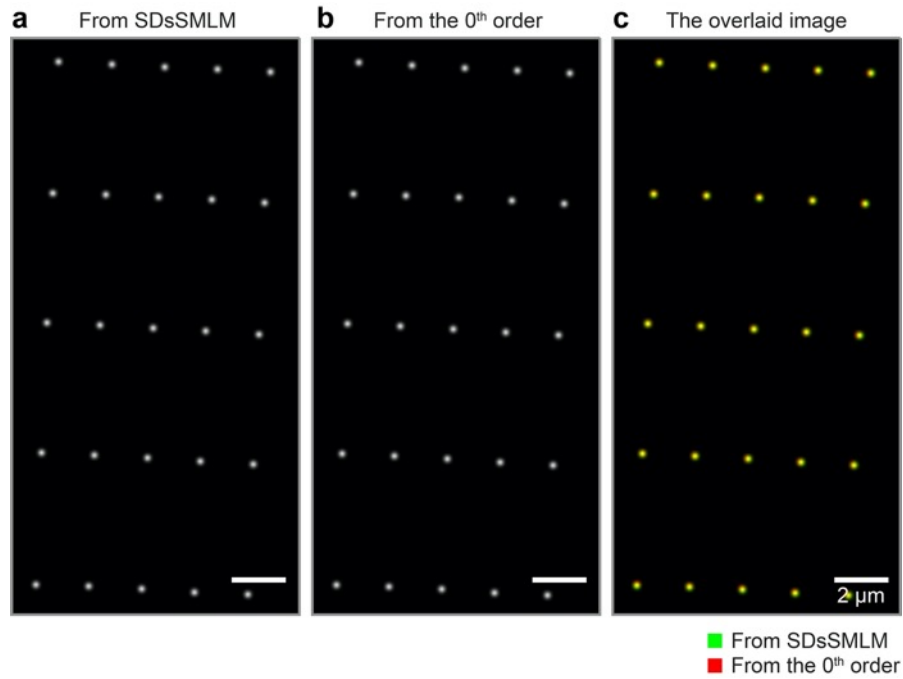 a From SDsSMLM
b From the 0th order
c The overlaid image
2 µm
From SDsSMLM
From the 0th order